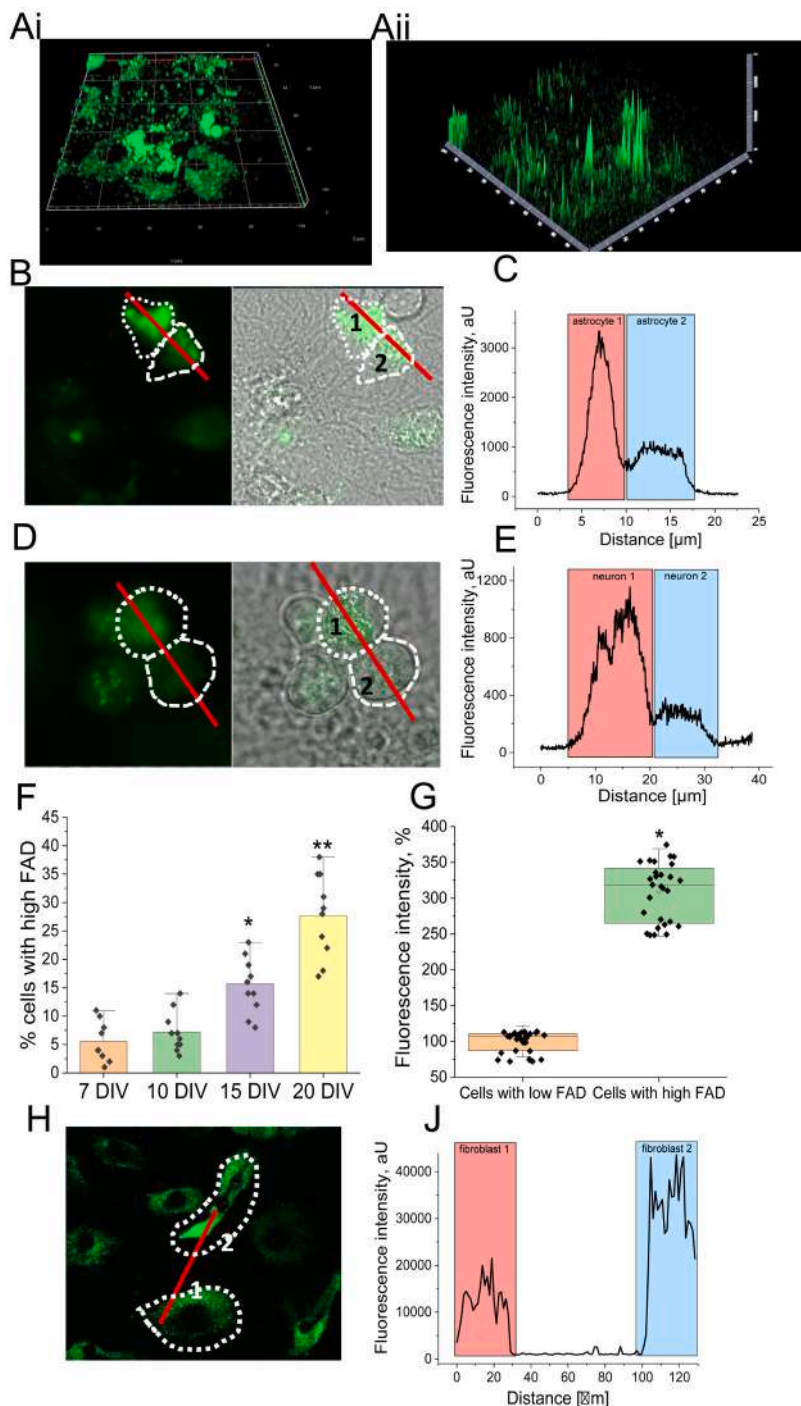 Ai
Aii
B
1
2
C
astrocyte 1
astrocyte 2
Fluorescence intensity, aU
3000
2000
1000
0
0 5 10 15 20 25
Distance [µm]
D
1
2
E
neuron 1
neuron 2
Fluorescence intensity, aU
1200
800
400
0
0 10 20 30 40
Distance [µm]
F
% cells with high FAD
45
40
35
30
25
20
15
10
5
0
*
**
7 DIV 10 DIV 15 DIV 20 DIV
G
Fluorescence intensity, %
400
350
300
250
200
150
100
50
*
Cells with low FAD Cells with high FAD
H
2
1
J
fibroblast 1
fibroblast 2
Fluorescence intensity, aU
40000
30000
20000
10000
0
0 20 40 60 80 100 120
Distance [�m]